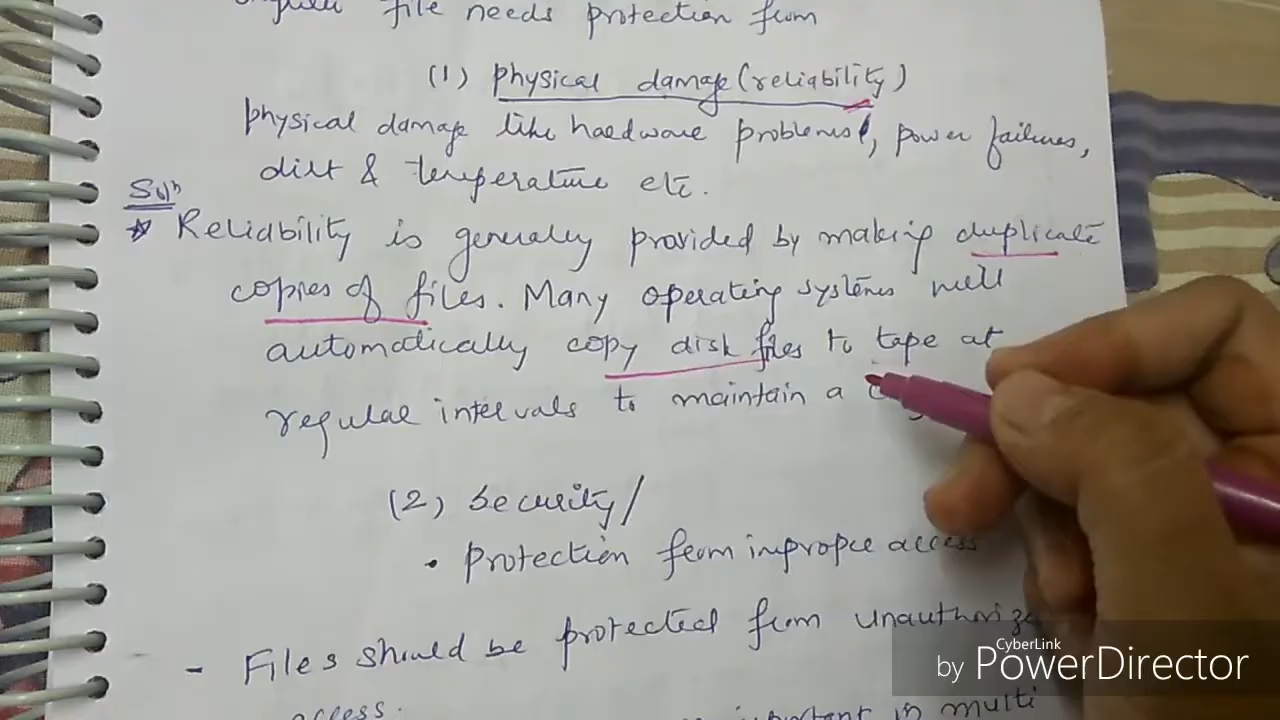 file needs protection from
(1) physical damage (reliability)
physical damage like hardware problems, power failures,
dirt & temperature etc.
Soln
* Reliability is generally provided by making duplicate
copies of files. Many operating systems will
automatically copy disk files to tape at
regular intervals to maintain a
(2) Security/
• protection from improper access
- Files should be protected from unauthorize
access.
in multi
CyberLink
by PowerDirector